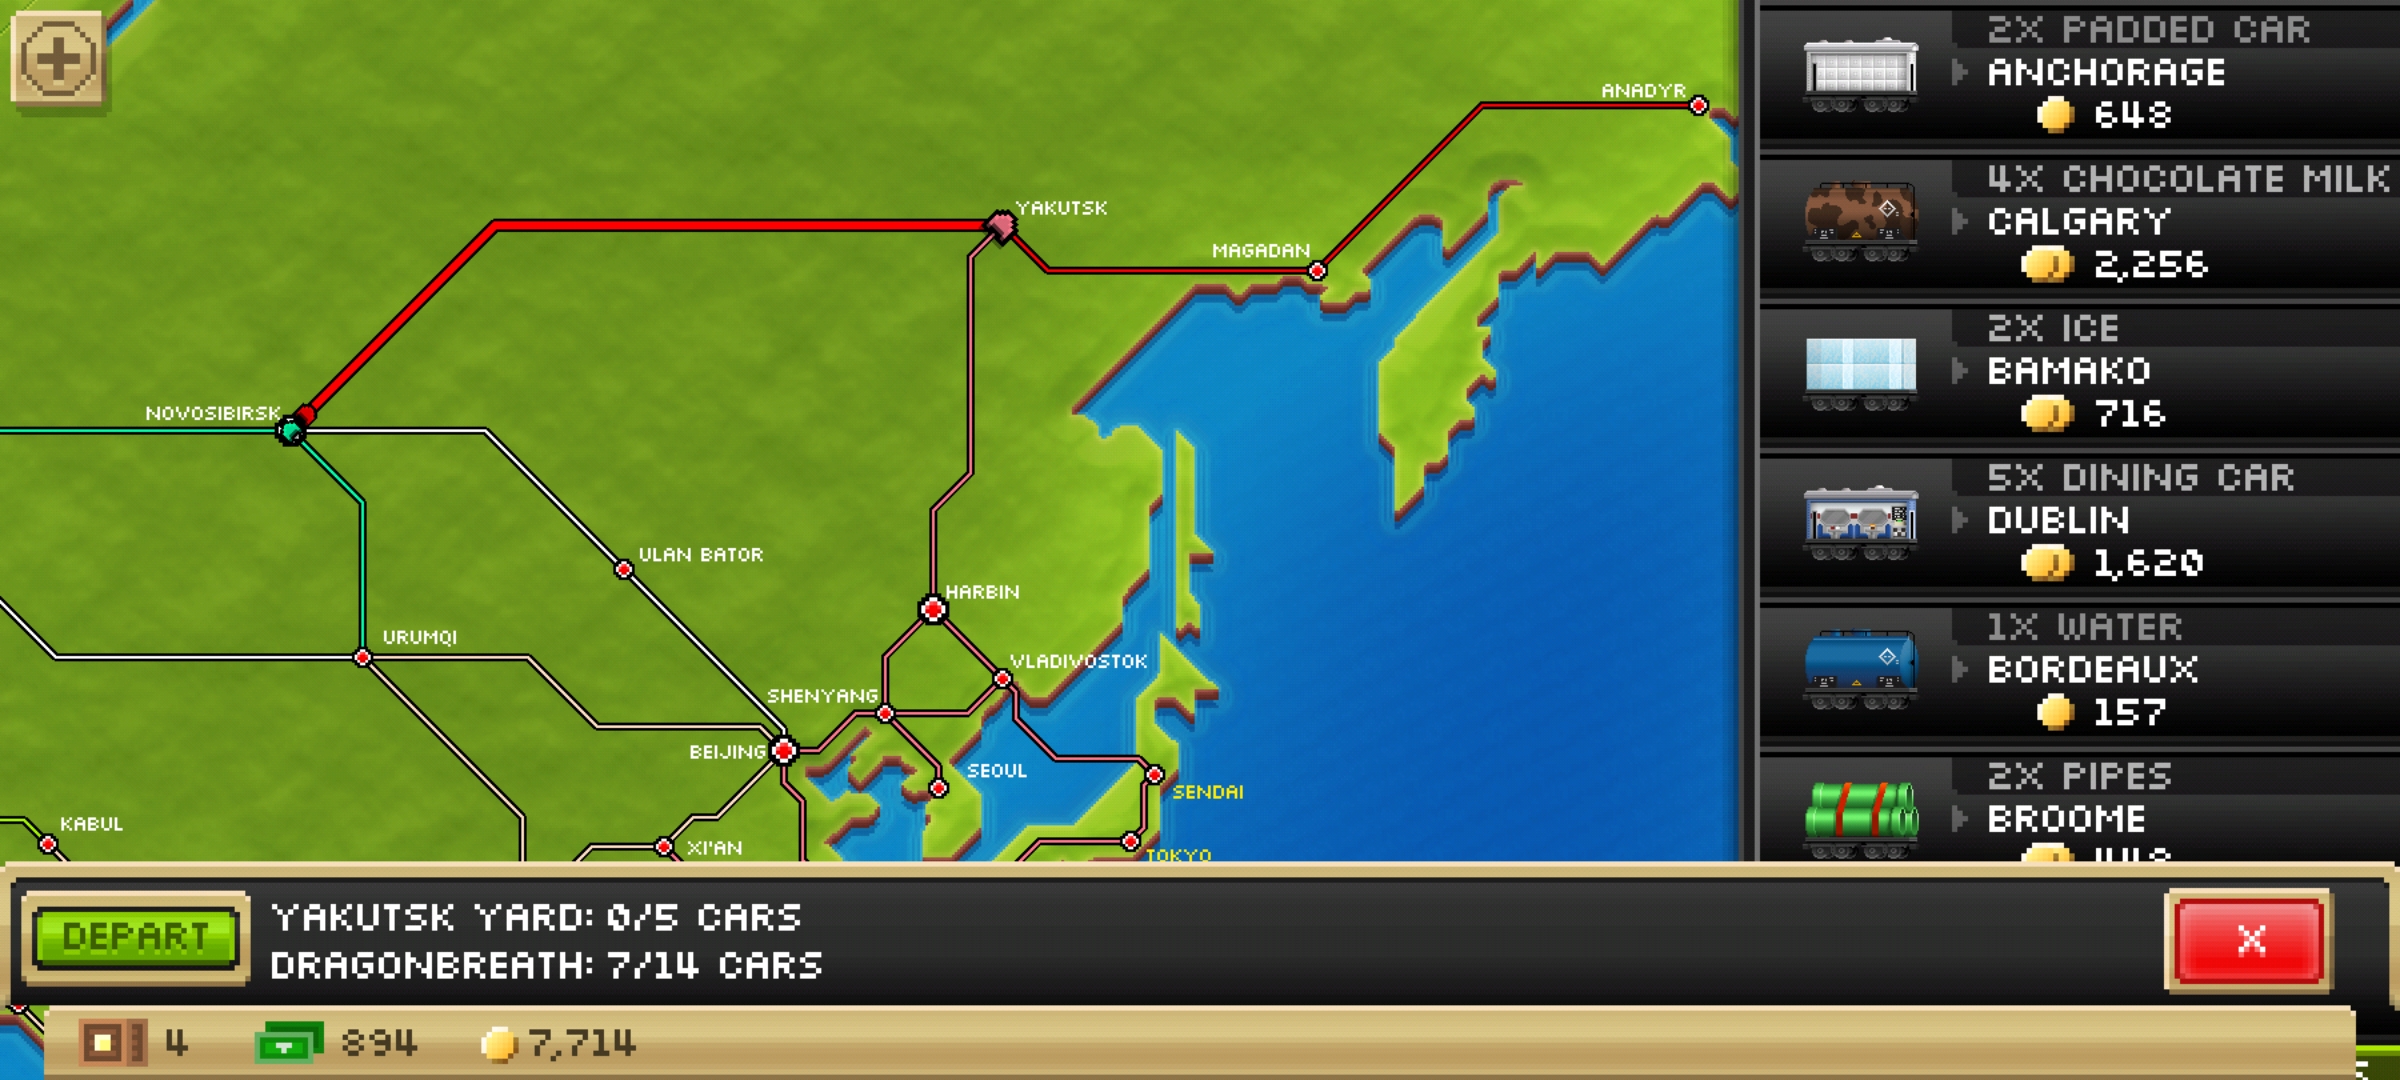 2X PADDED CAR
ANCHORAGE
648
4X CHOCOLATE MILK
CALGARY
2,256
2X ICE
BAMAKO
716
5X DINING CAR
DUBLIN
1,620
1X WATER
BORDEAUX
157
2X PIPES
BROOME
ANADYR
YAKUTSK
MAGADAN
NOVOSIBIRSK
ULAN BATOR
HARBIN
URUMQI
VLADIVOSTOK
SHENYANG
BEIJING
SEOUL
SENDAI
KABUL
XI'AN
TOKYO
DEPART
YAKUTSK YARD: 0/5 CARS
DRAGONBREATH: 7/14 CARS
X
4
894
7,714